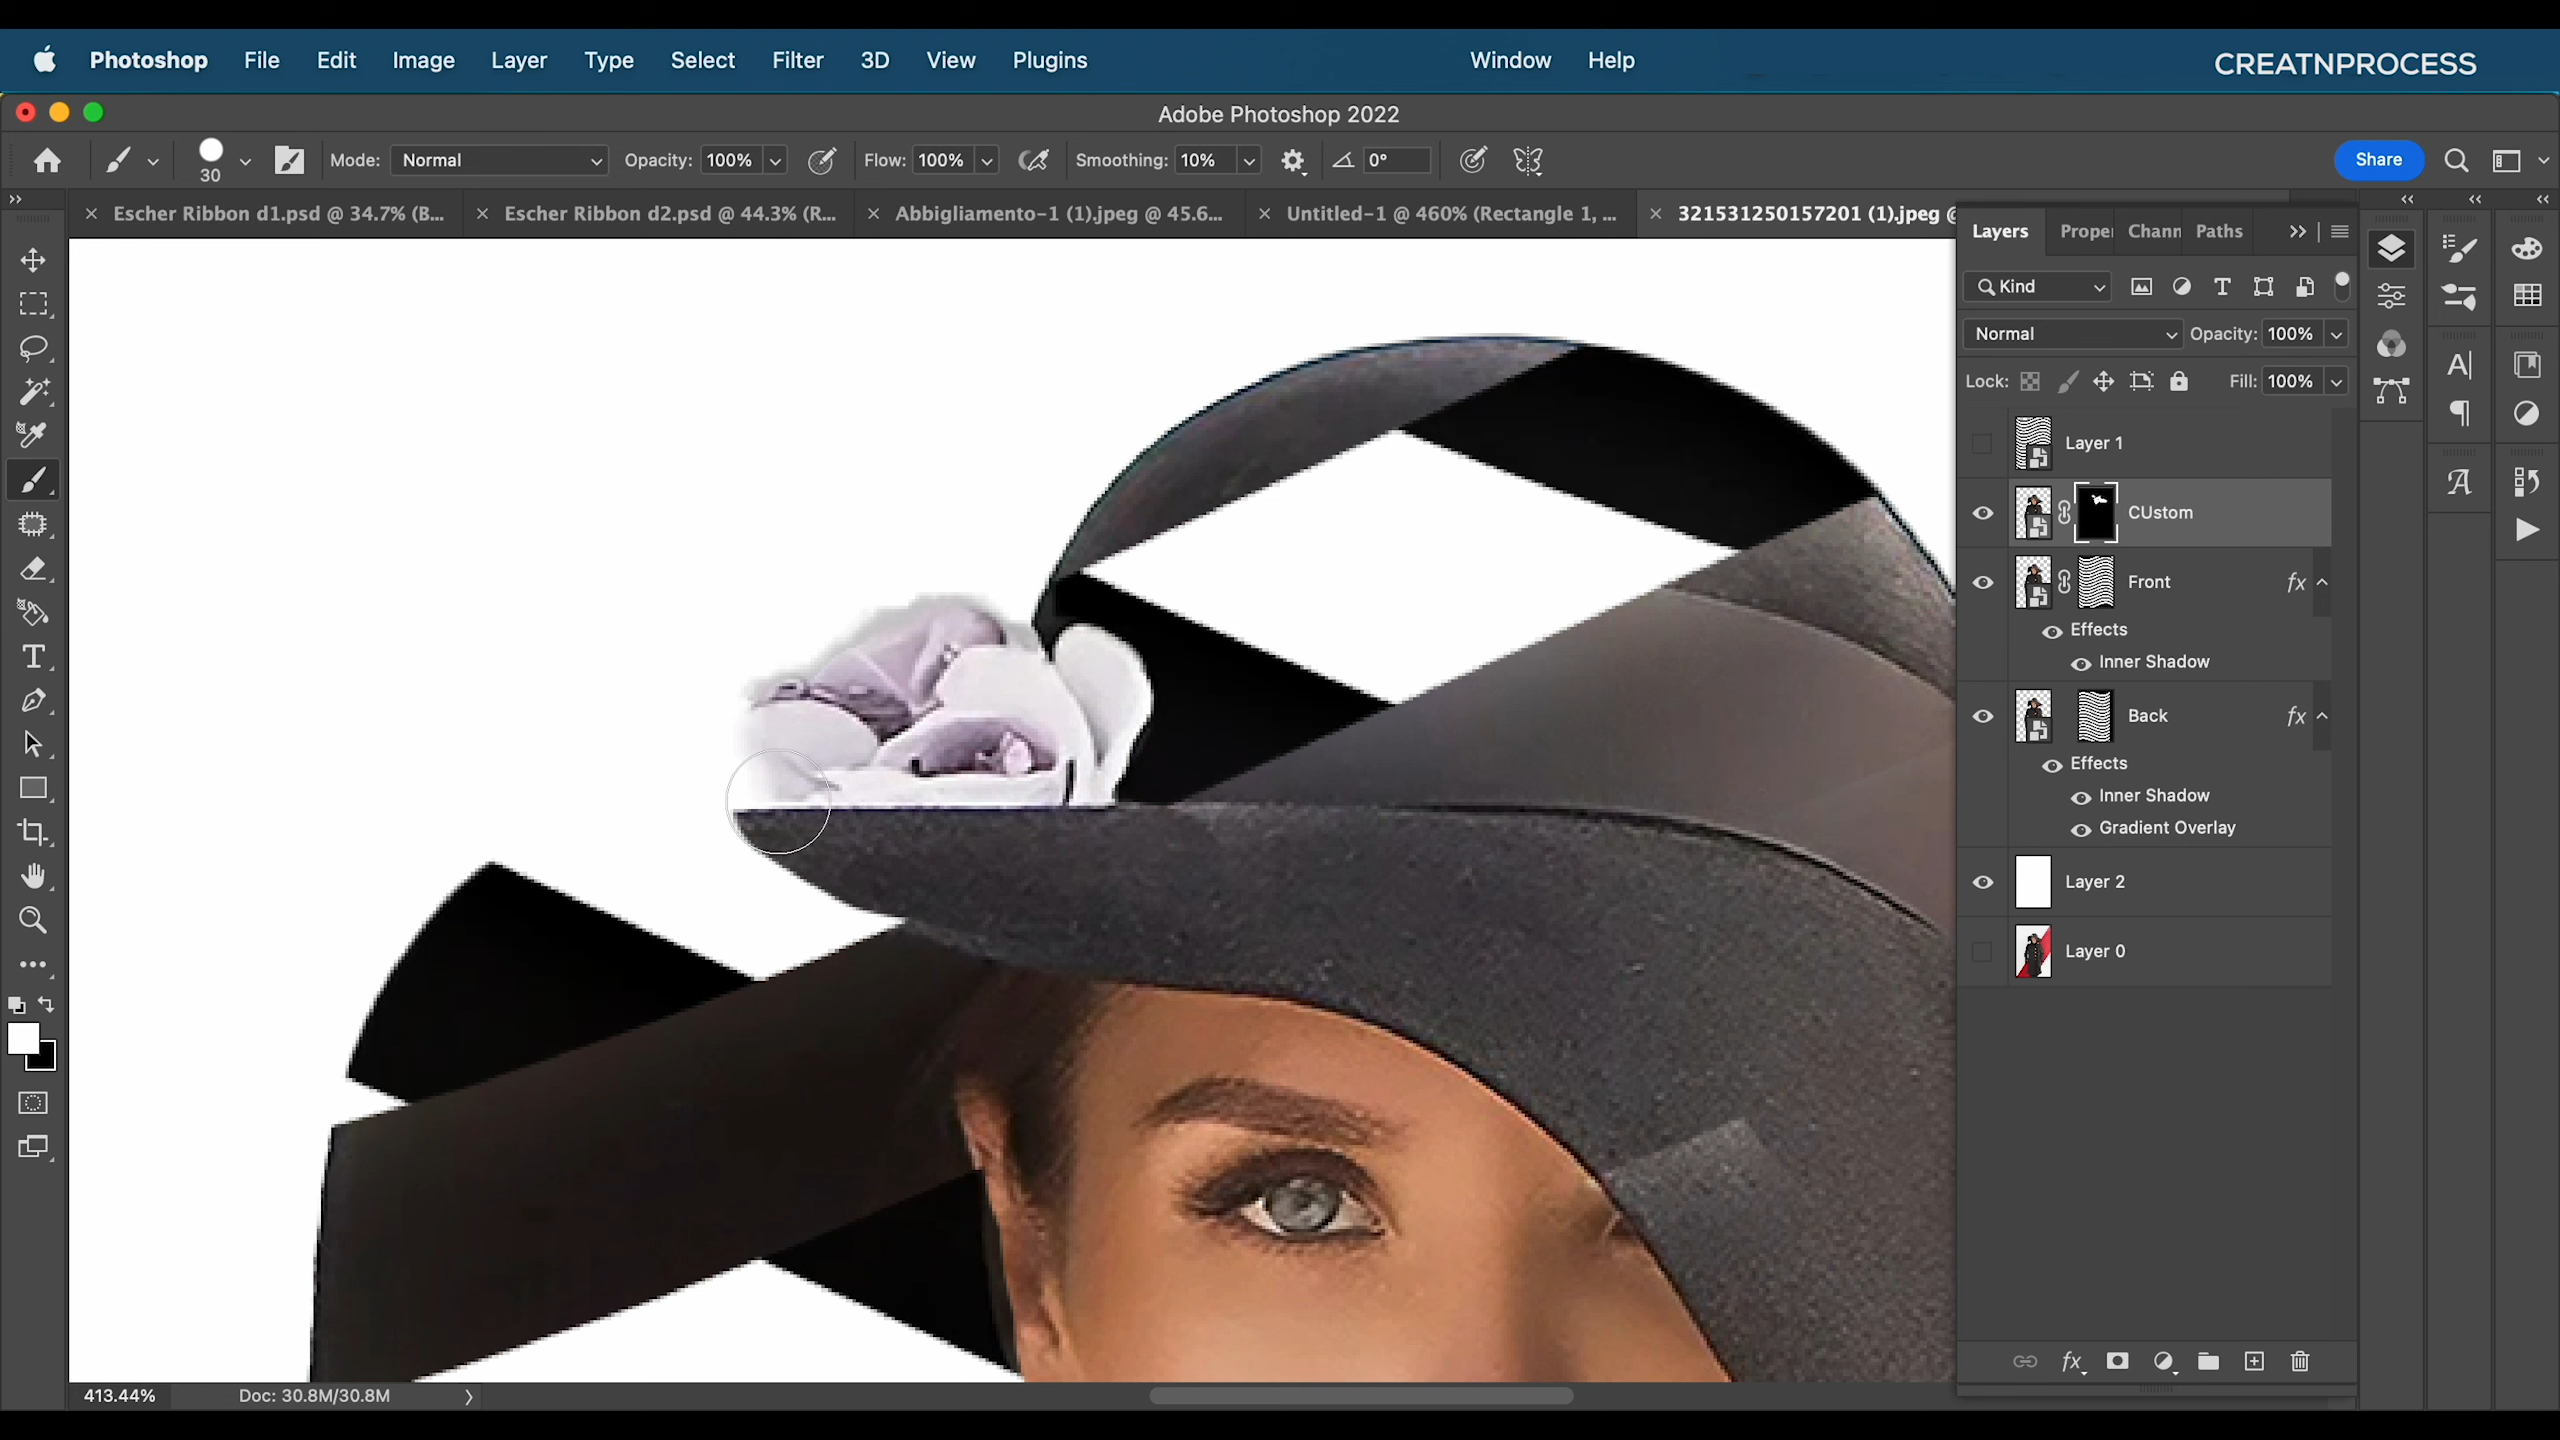 Photoshop File Edit Image Layer Type Select Filter 3D View Plugins Window Help CREATNPROCESS
Adobe Photoshop 2022
30 Mode: Normal Opacity: 100% Flow: 100% Smoothing: 10% 0° Share
Escher Ribbon d1.psd @ 34.7% (B... Escher Ribbon d2.psd @ 44.3% (R... Abbigliamento-1 (1).jpeg @ 45.6... Untitled-1 @ 460% (Rectangle 1, ... 321531250157201 (1).jpeg @
Layers Proper Chann Paths
Kind
Normal Opacity: 100%
Lock: Fill: 100%
Layer 1
CUstom
Front fx
Effects
Inner Shadow
Back fx
Effects
Inner Shadow
Gradient Overlay
Layer 2
Layer 0
fx
413.44% Doc: 30.8M/30.8M